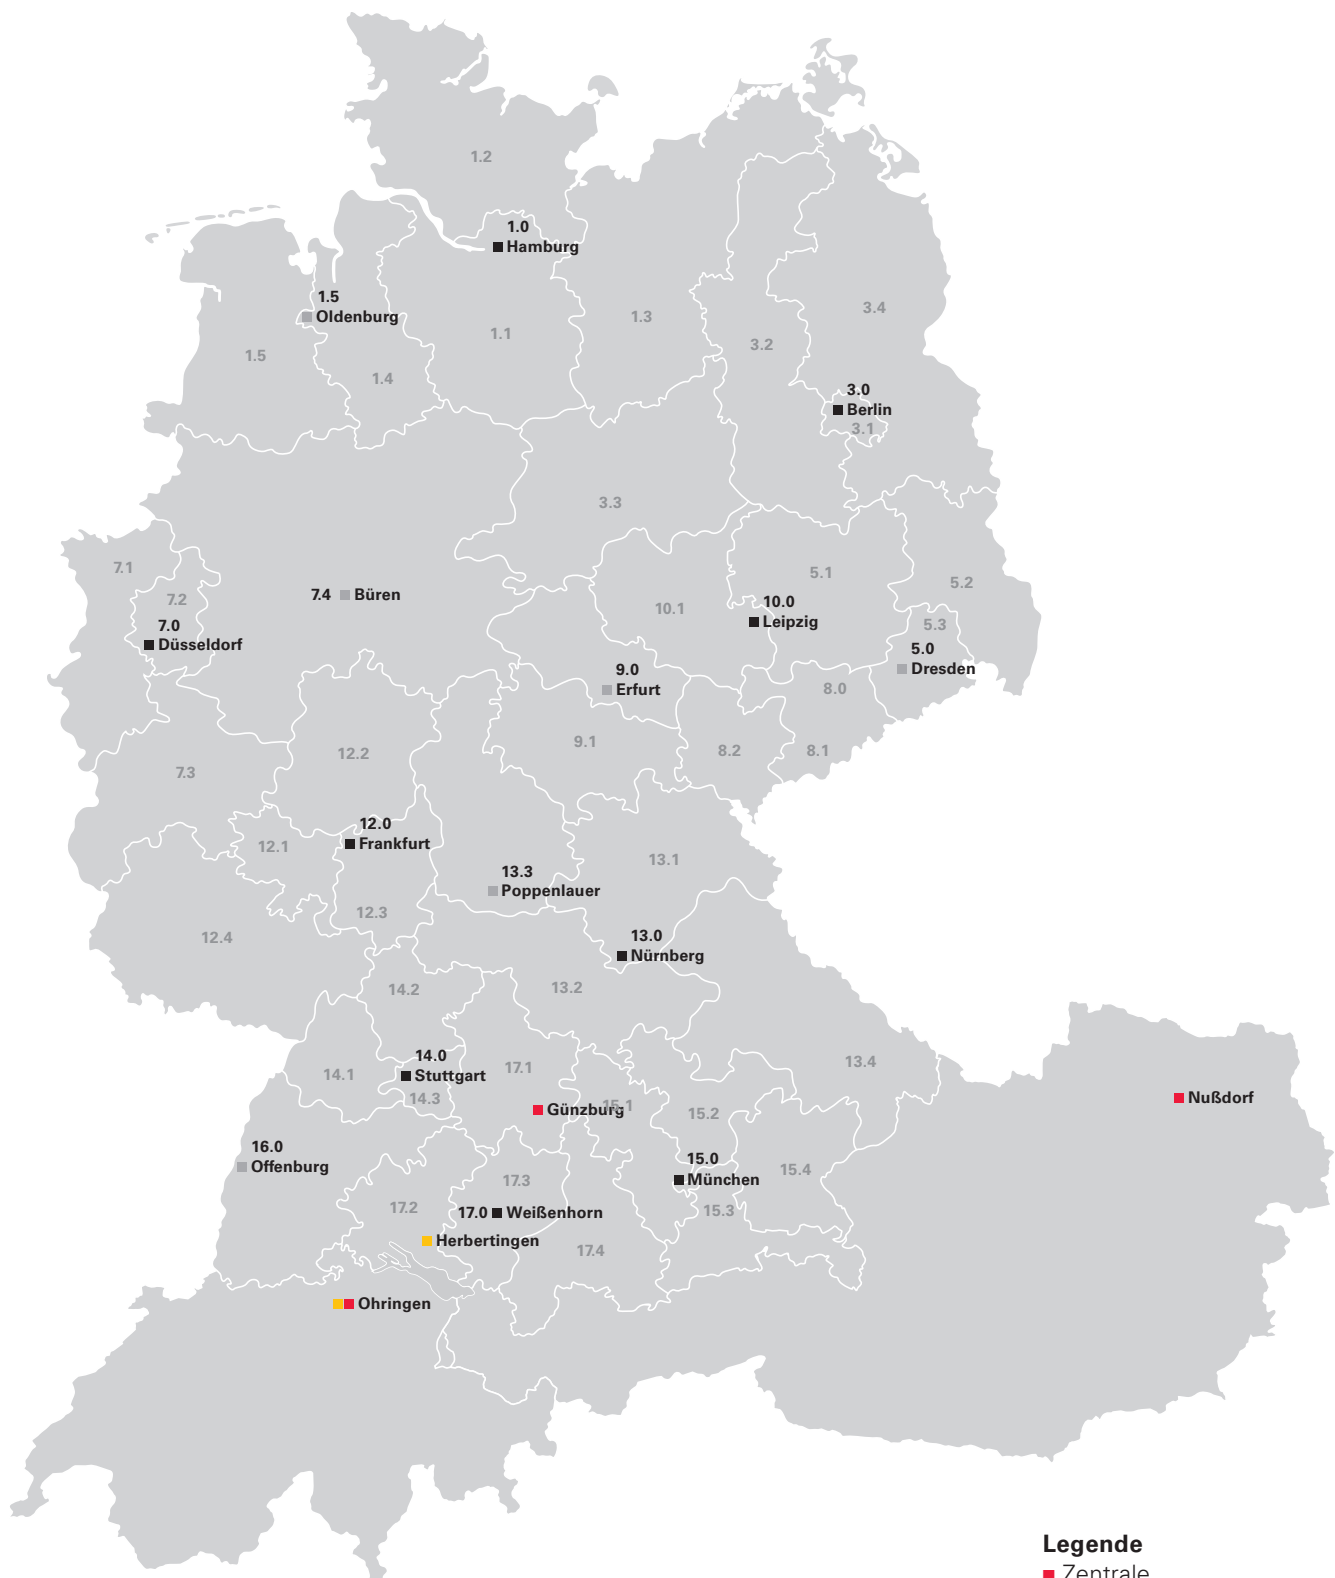 1.2
1.0
Hamburg
1.5
Oldenburg
1.3
3.4
1.1
3.2
1.5
1.4
3.0
Berlin
3.1
3.3
7.1
5.1
5.2
7.2
7.4 Büren
10.1
10.0
Leipzig
7.0
Düsseldorf
5.3
5.0
Dresden
9.0
Erfurt
8.0
9.1
8.2
8.1
12.2
7.3
12.0
Frankfurt
12.1
13.1
13.3
Poppenlauer
12.3
12.4
13.0
Nürnberg
14.2
13.2
14.0
Stuttgart
17.1
13.4
14.1
14.3
Nußdorf
Günzburg
15.1
15.2
16.0
Offenburg
15.0
München
15.4
17.3
17.2
17.0 Weißenhorn
15.3
Herbertingen
17.4
Ohringen
Legende
Zentrale